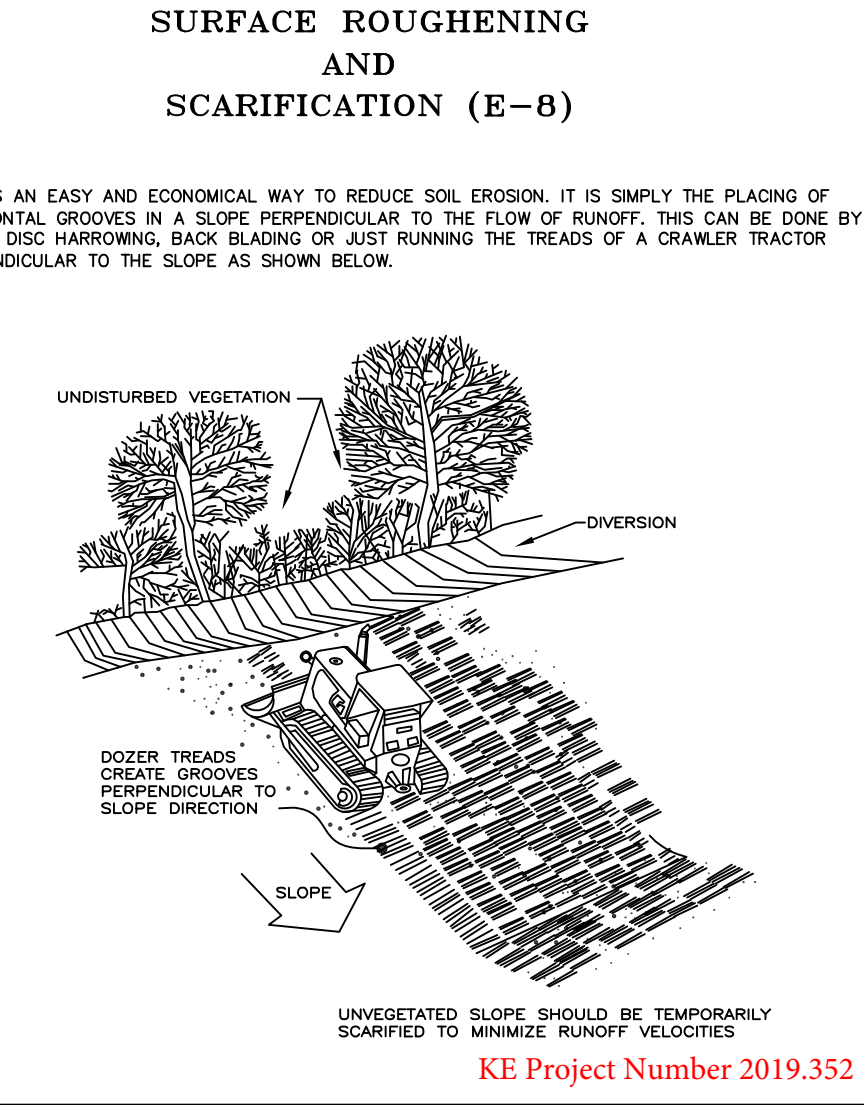 SURFACE ROUGHENING
AND
SCARIFICATION (E-8)
AN EASY AND ECONOMICAL WAY TO REDUCE SOIL EROSION. IT IS SIMPLY THE PLACING OF
GROOVES IN A SLOPE PERPENDICULAR TO THE FLOW OF RUNOFF. THIS CAN BE DONE BY
DISC HARROWING, BACK BLADING OR JUST RUNNING THE TREADS OF A CRAWLER TRACTOR
TO THE SLOPE AS SHOWN BELOW.
UNDISTURBED VEGETATION
DIVERSION
DOZER TREADS
CREATE GROOVES
PERPENDICULAR TO
SLOPE DIRECTION
SLOPE
UNVEGETATED SLOPE SHOULD BE TEMPORARILY
SCARIFIED TO MINIMIZE RUNOFF VELOCITIES
KE Project Number 2019.352